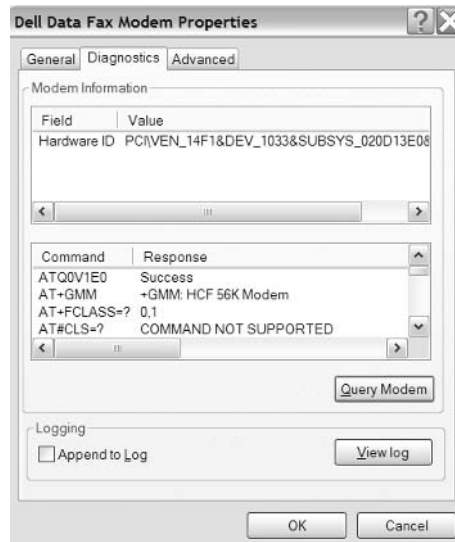 Dell Data Fax Modem Properties
General Diagnostics Advanced
Modem Information
Field Value
Hardware ID PCI\VEN_14F1&DEV_1033&SUBSYS_020D13E0&
Command Response
ATQ0V1E0 Success
AT+GMM +GMM: HCF 56K Modem
AT+FCLASS=? 0,1
AT#CLS=? COMMAND NOT SUPPORTED
Query Modem
Logging
Append to Log
View log
OK Cancel